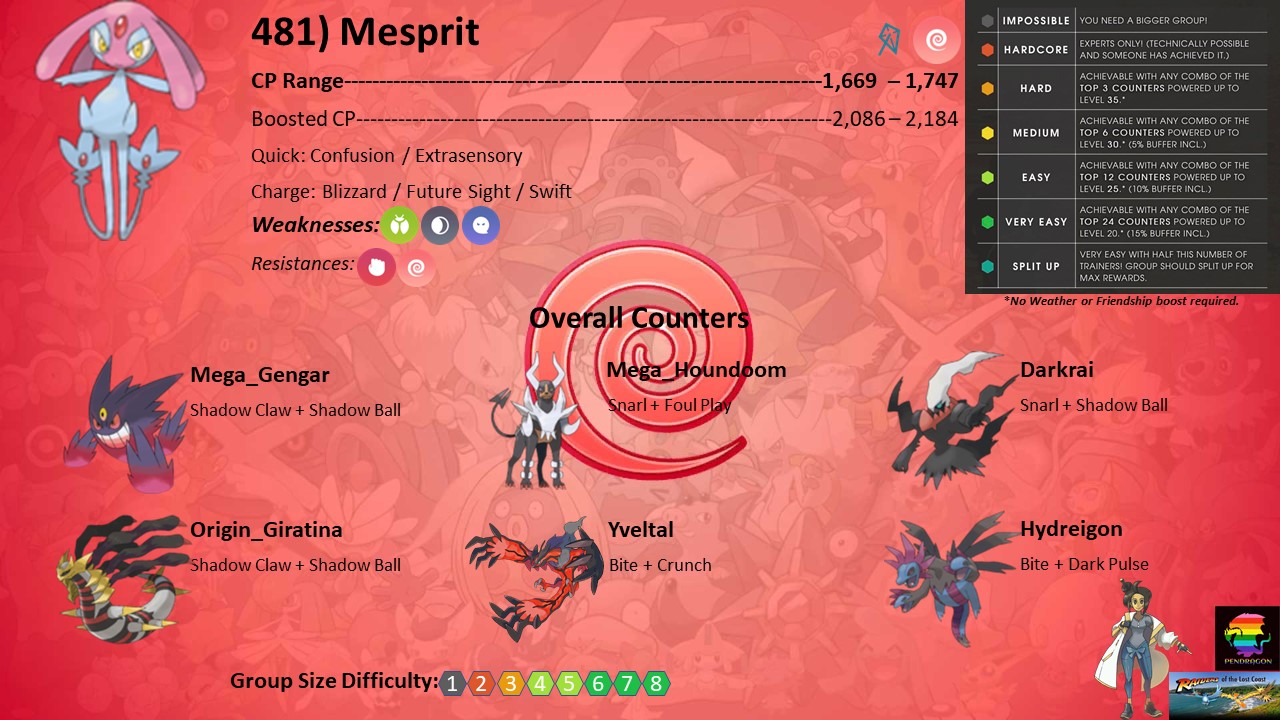 481) Mesprit
CP Range--------------------------------------------------------------------1,669 – 1,747
Boosted CP--------------------------------------------------------------------2,086 – 2,184
Quick: Confusion / Extrasensory
Charge: Blizzard / Future Sight / Swift
Weaknesses:
Resistances:
IMPOSSIBLE YOU NEED A BIGGER GROUP!
HARDCORE EXPERTS ONLY! (TECHNICALLY POSSIBLE
AND SOMEONE HAS ACHIEVED IT.)
HARD ACHIEVABLE WITH ANY COMBO OF THE
TOP 3 COUNTERS POWERED UP TO
LEVEL 35.*
MEDIUM ACHIEVABLE WITH ANY COMBO OF THE
TOP 6 COUNTERS POWERED UP TO
LEVEL 30.* (5% BUFFER INCL.)
EASY ACHIEVABLE WITH ANY COMBO OF THE
TOP 12 COUNTERS POWERED UP TO
LEVEL 25.* (10% BUFFER INCL.)
VERY EASY ACHIEVABLE WITH ANY COMBO OF THE
TOP 24 COUNTERS POWERED UP TO
LEVEL 20.* (15% BUFFER INCL.)
SPLIT UP VERY EASY WITH HALF THIS NUMBER OF
TRAINERS! GROUP SHOULD SPLIT UP FOR
MAX REWARDS.
*No Weather or Friendship boost required.
Overall Counters
Mega_Gengar
Shadow Claw + Shadow Ball
Mega_Houndoom
Snarl + Foul Play
Darkrai
Snarl + Shadow Ball
Origin_Giratina
Shadow Claw + Shadow Ball
Yveltal
Bite + Crunch
Hydreigon
Bite + Dark Pulse
Group Size Difficulty: 1 2 3 4 5 6 7 8
PENDRAGON
RAIDERS of the Lost Coast